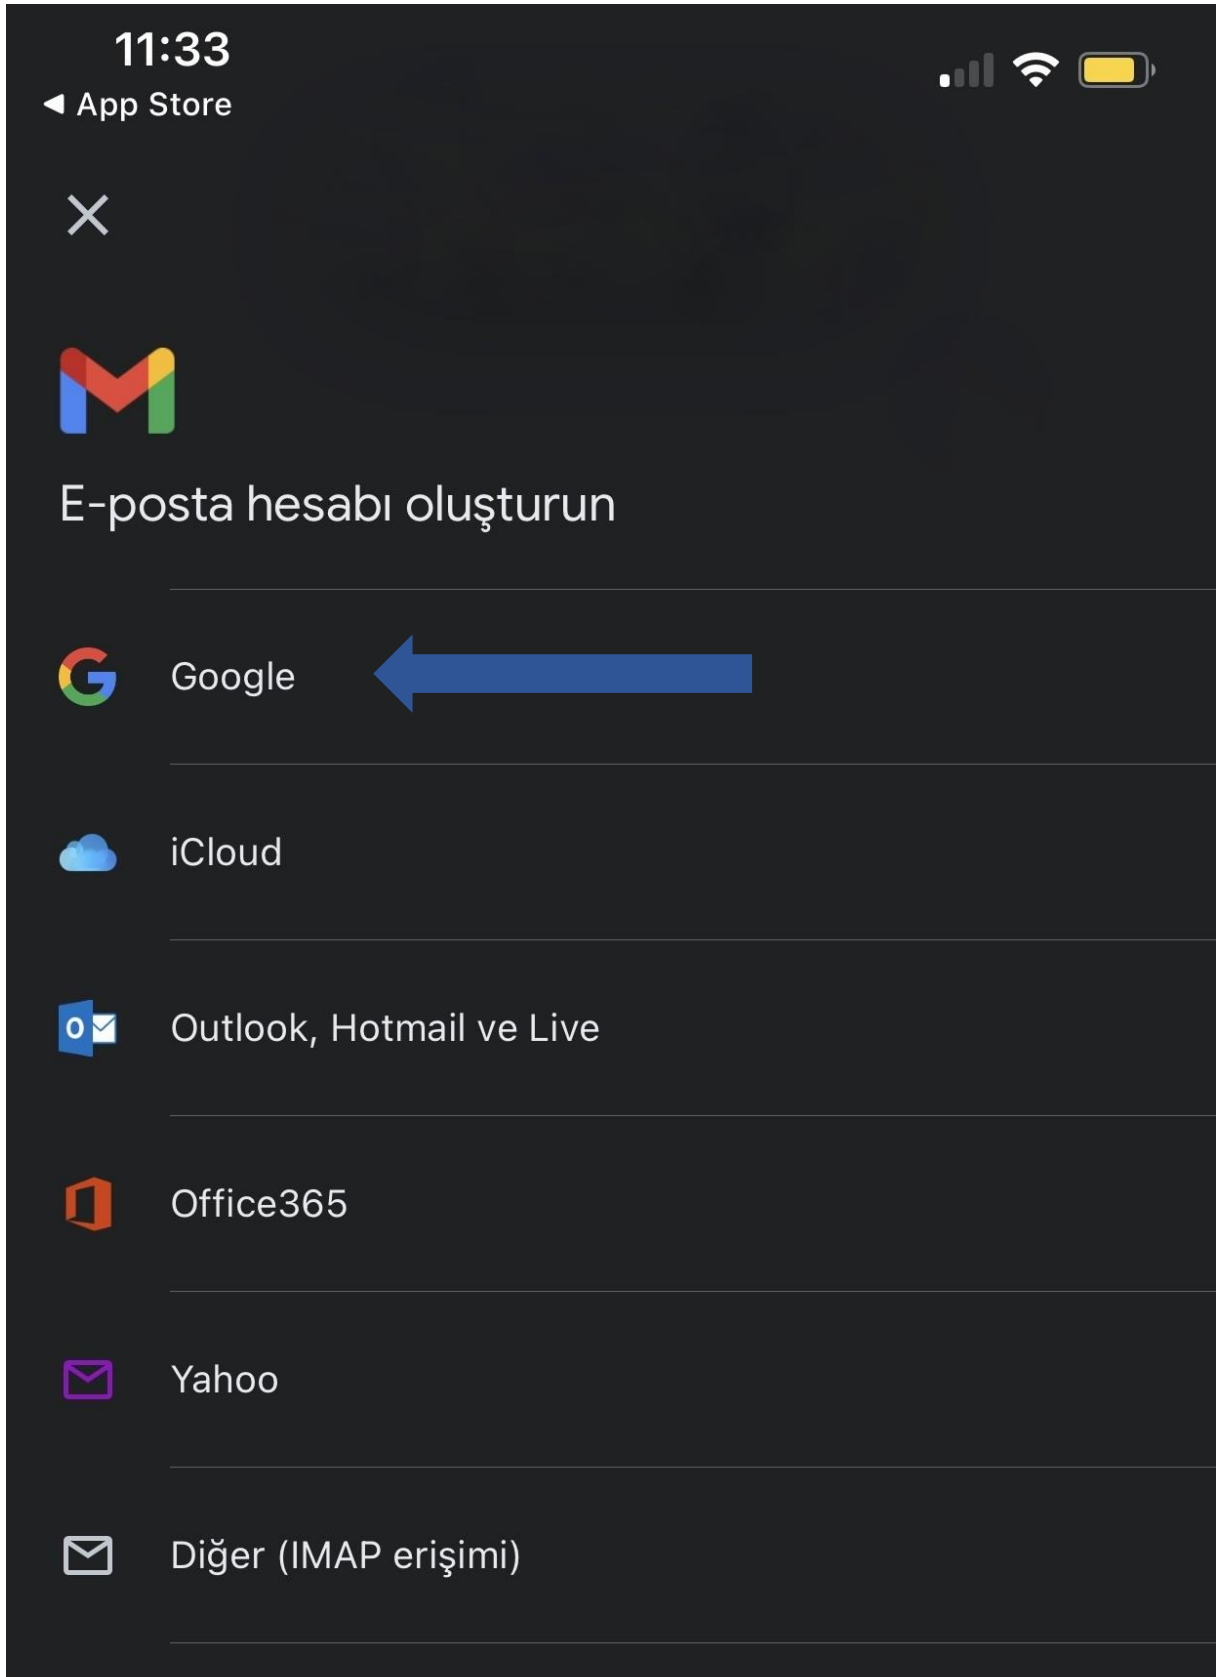 11:33
◀ App Store
E-posta hesabı oluşturun
Google
iCloud
Outlook, Hotmail ve Live
Office365
Yahoo
Diğer (IMAP erişimi)